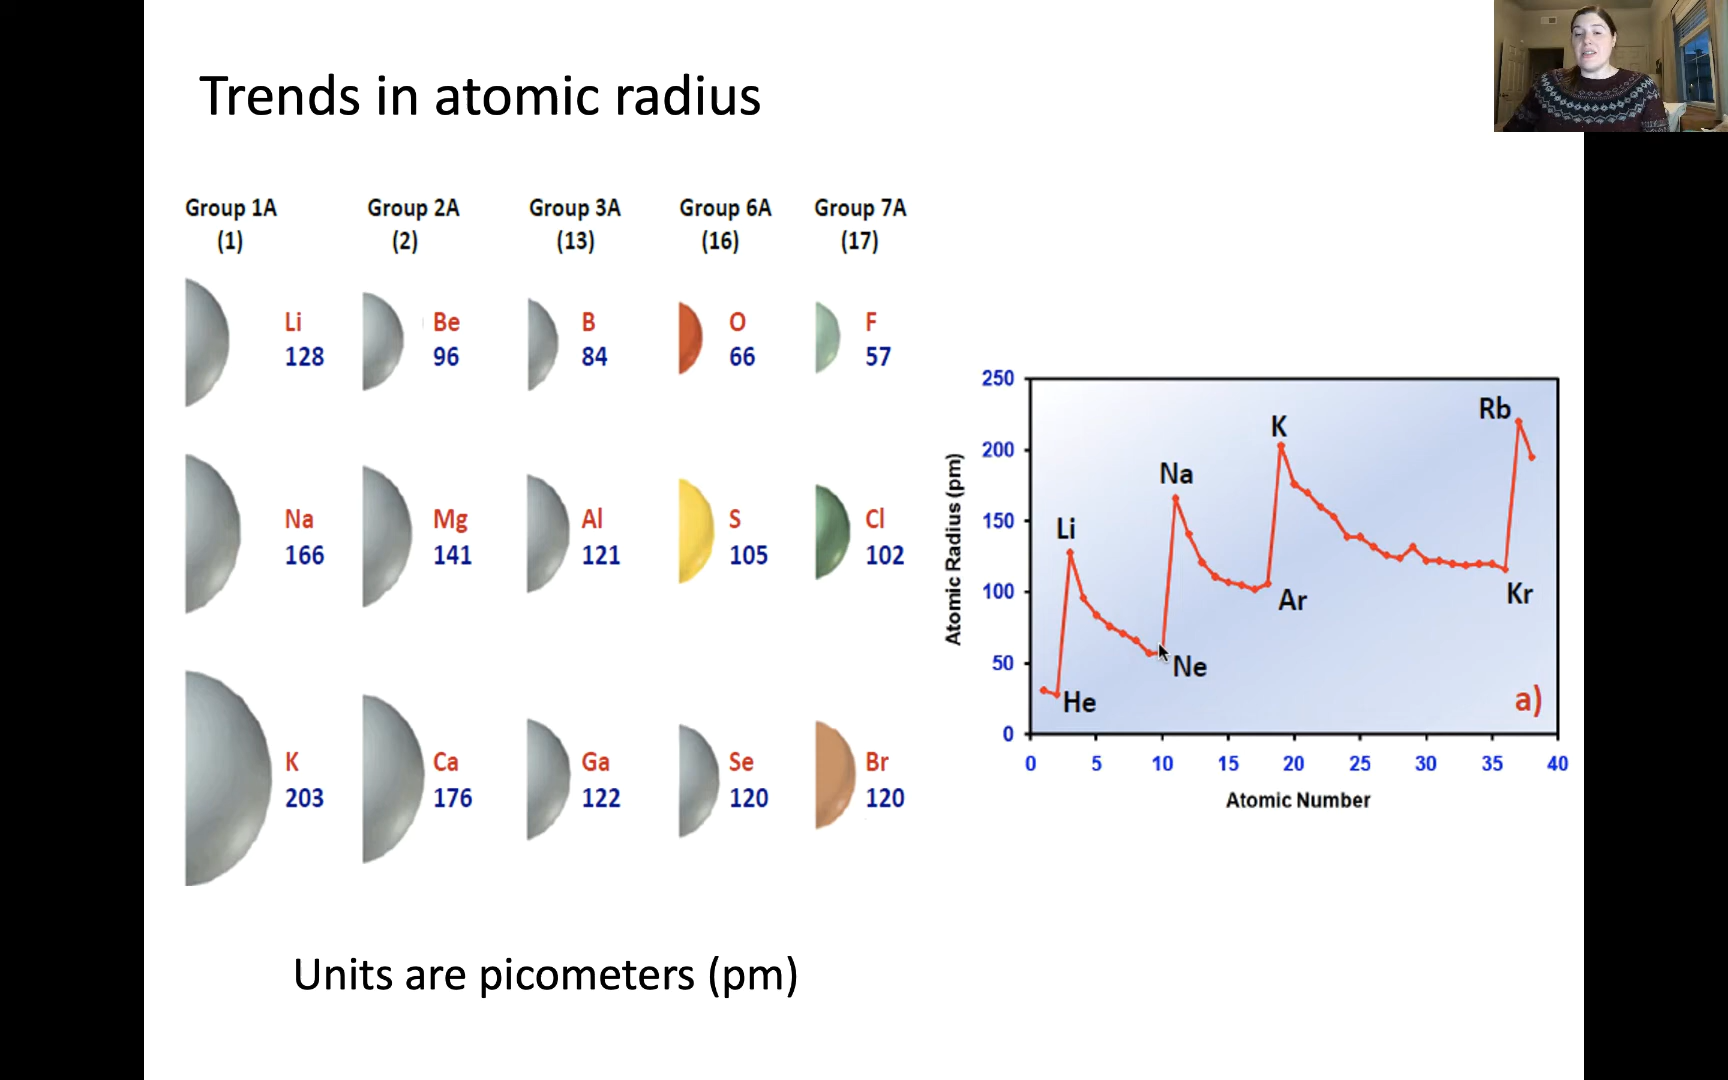 Trends in atomic radius
Group 1A
(1)
Group 2A
(2)
Group 3A
(13)
Group 6A
(16)
Group 7A
(17)
Li
128
Be
96
B
84
O
66
F
57
Na
166
Mg
141
Al
121
S
105
Cl
102
K
203
Ca
176
Ga
122
Se
120
Br
120
Units are picometers (pm)
Atomic Radius (pm)
250
200
150
100
50
0
He
Li
Ne
Na
Ar
K
Kr
Rb
a)
0 5 10 15 20 25 30 35 40
Atomic Number